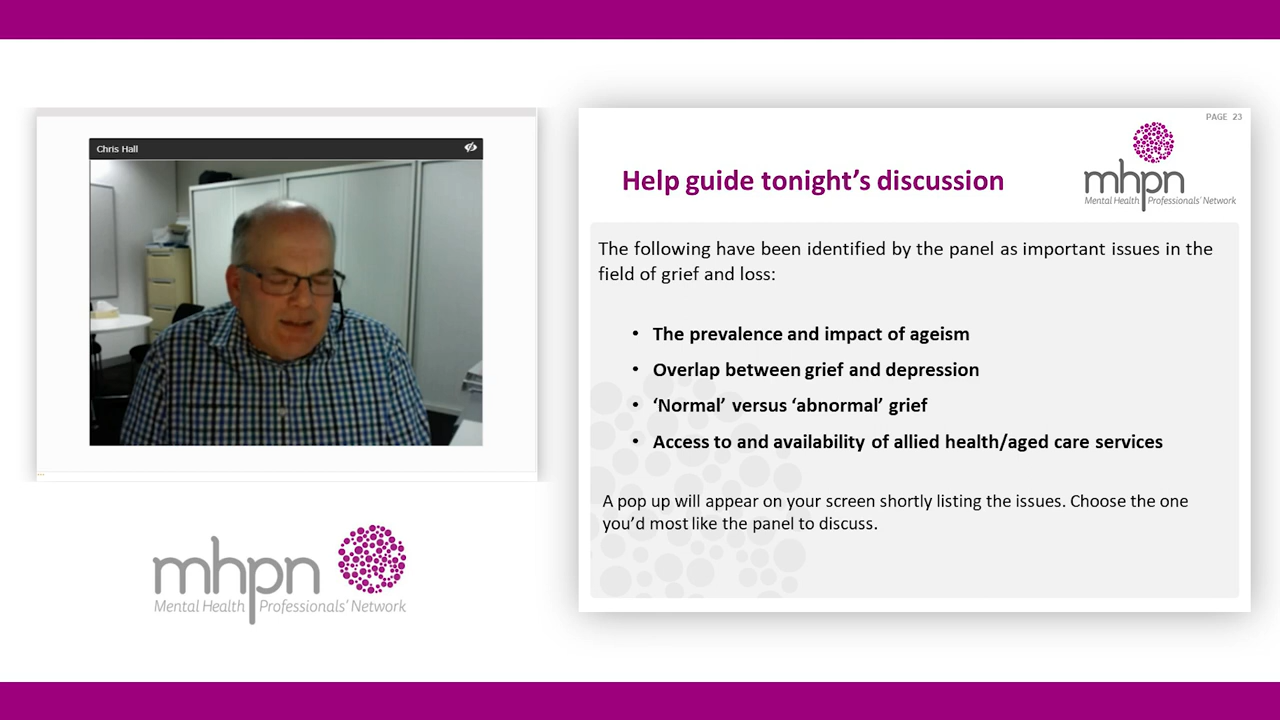 Chris Hall
mhpn
Mental Health Professionals' Network
PAGE 23
mhpn
Mental Health Professionals' Network
Help guide tonight’s discussion
The following have been identified by the panel as important issues in the
field of grief and loss:
• The prevalence and impact of ageism
• Overlap between grief and depression
• ‘Normal’ versus ‘abnormal’ grief
• Access to and availability of allied health/aged care services
A pop up will appear on your screen shortly listing the issues. Choose the one
you’d most like the panel to discuss.